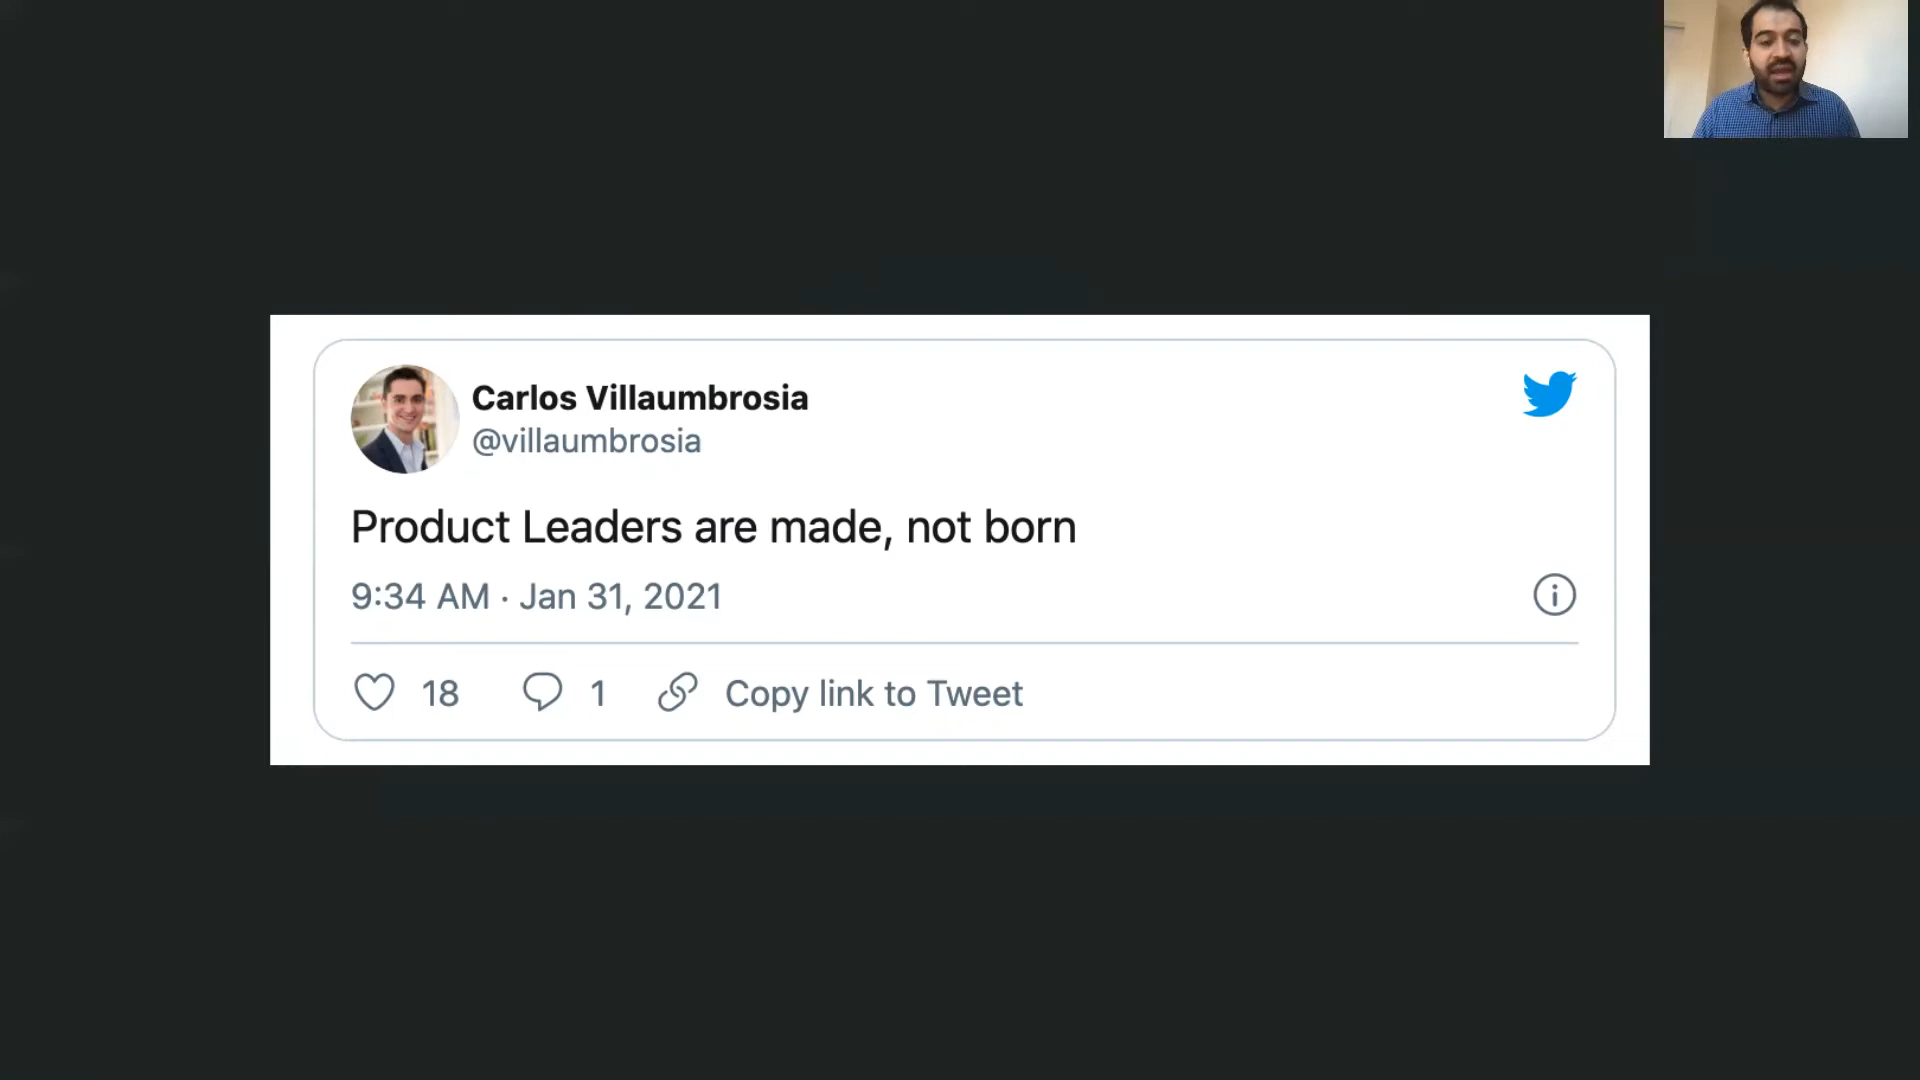 Carlos Villaumbrosia
@villaumbrosia
Product Leaders are made, not born
9:34 AM · Jan 31, 2021
18 1 Copy link to Tweet